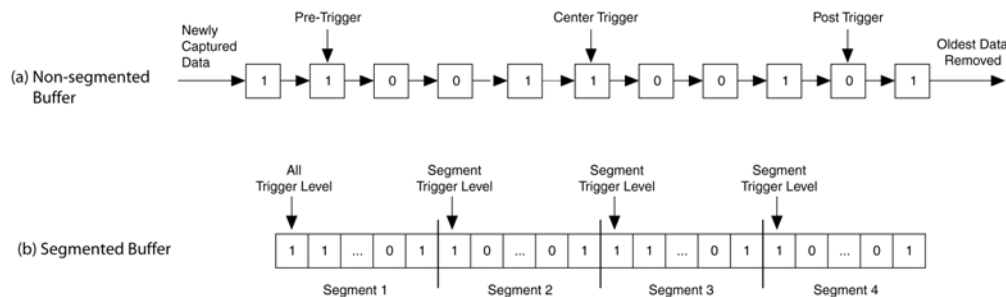 Pre-Trigger
Center Trigger
Post Trigger
Newly
Captured
Data
Oldest Data
Removed
(a) Non-segmented
Buffer
1 1 0 0 1 1 0 0 1 0 1
All
Trigger Level
Segment
Trigger Level
Segment
Trigger Level
Segment
Trigger Level
(b) Segmented Buffer
1 1 ... 0 1 1 0 ... 0 1 1 1 ... 0 1 1 0 ... 0 1
Segment 1
Segment 2
Segment 3
Segment 4